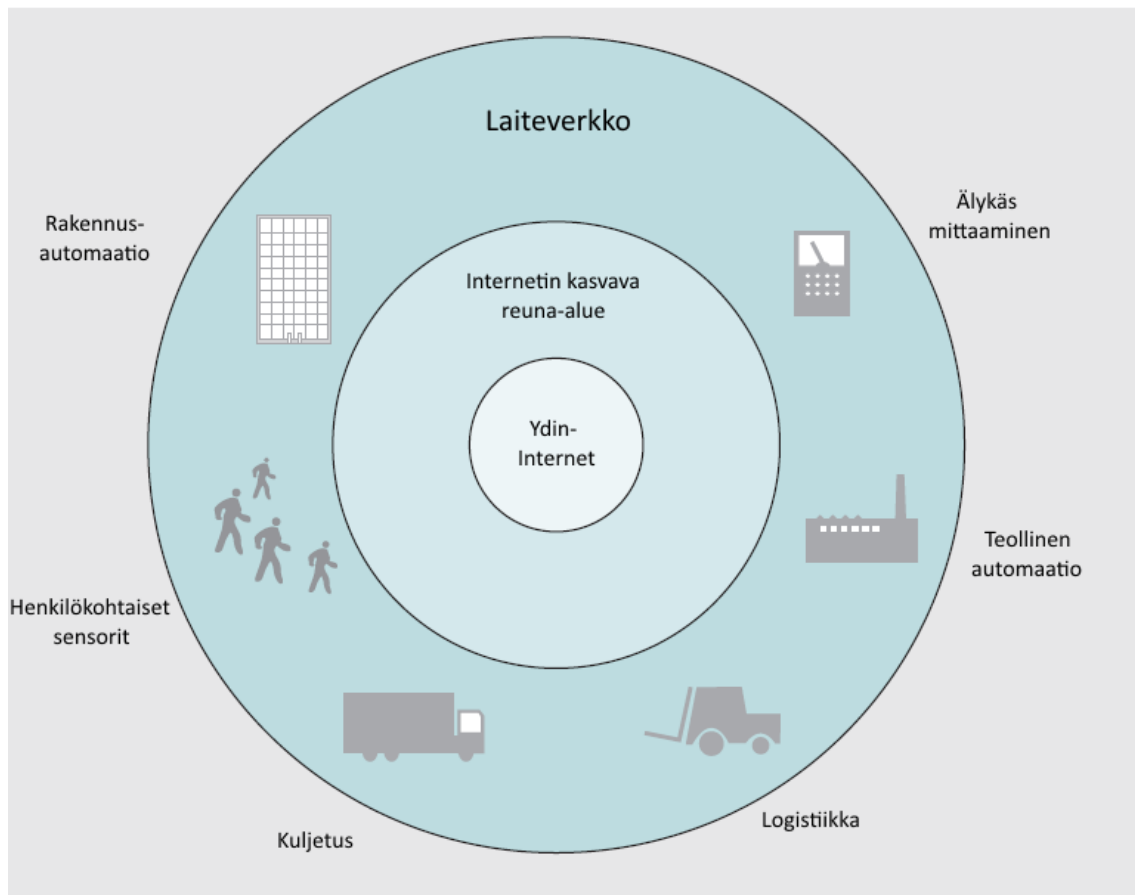 Laiteverkko
Rakennus-
automaatio
Älykäs
mittaaminen
Internetin kasvava
reuna-alue
Ydin-
Internet
Teollinen
automaatio
Henkilökohtaiset
sensorit
Kuljetus
Logistiikka